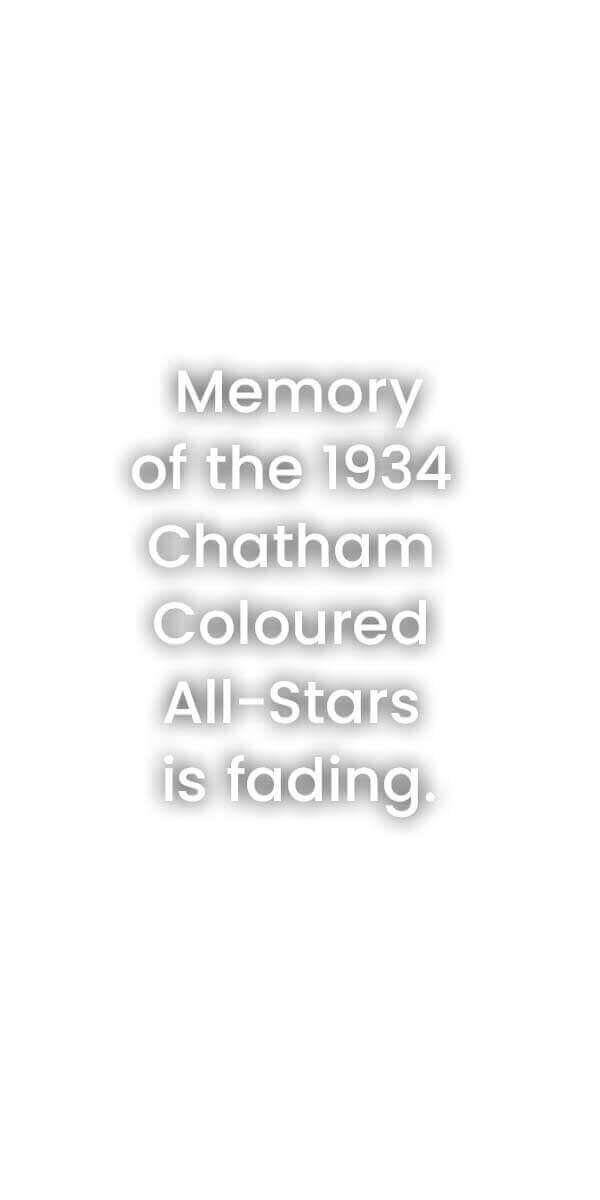 Memory
of the 1934
Chatham
Coloured
All-Stars
is fading.